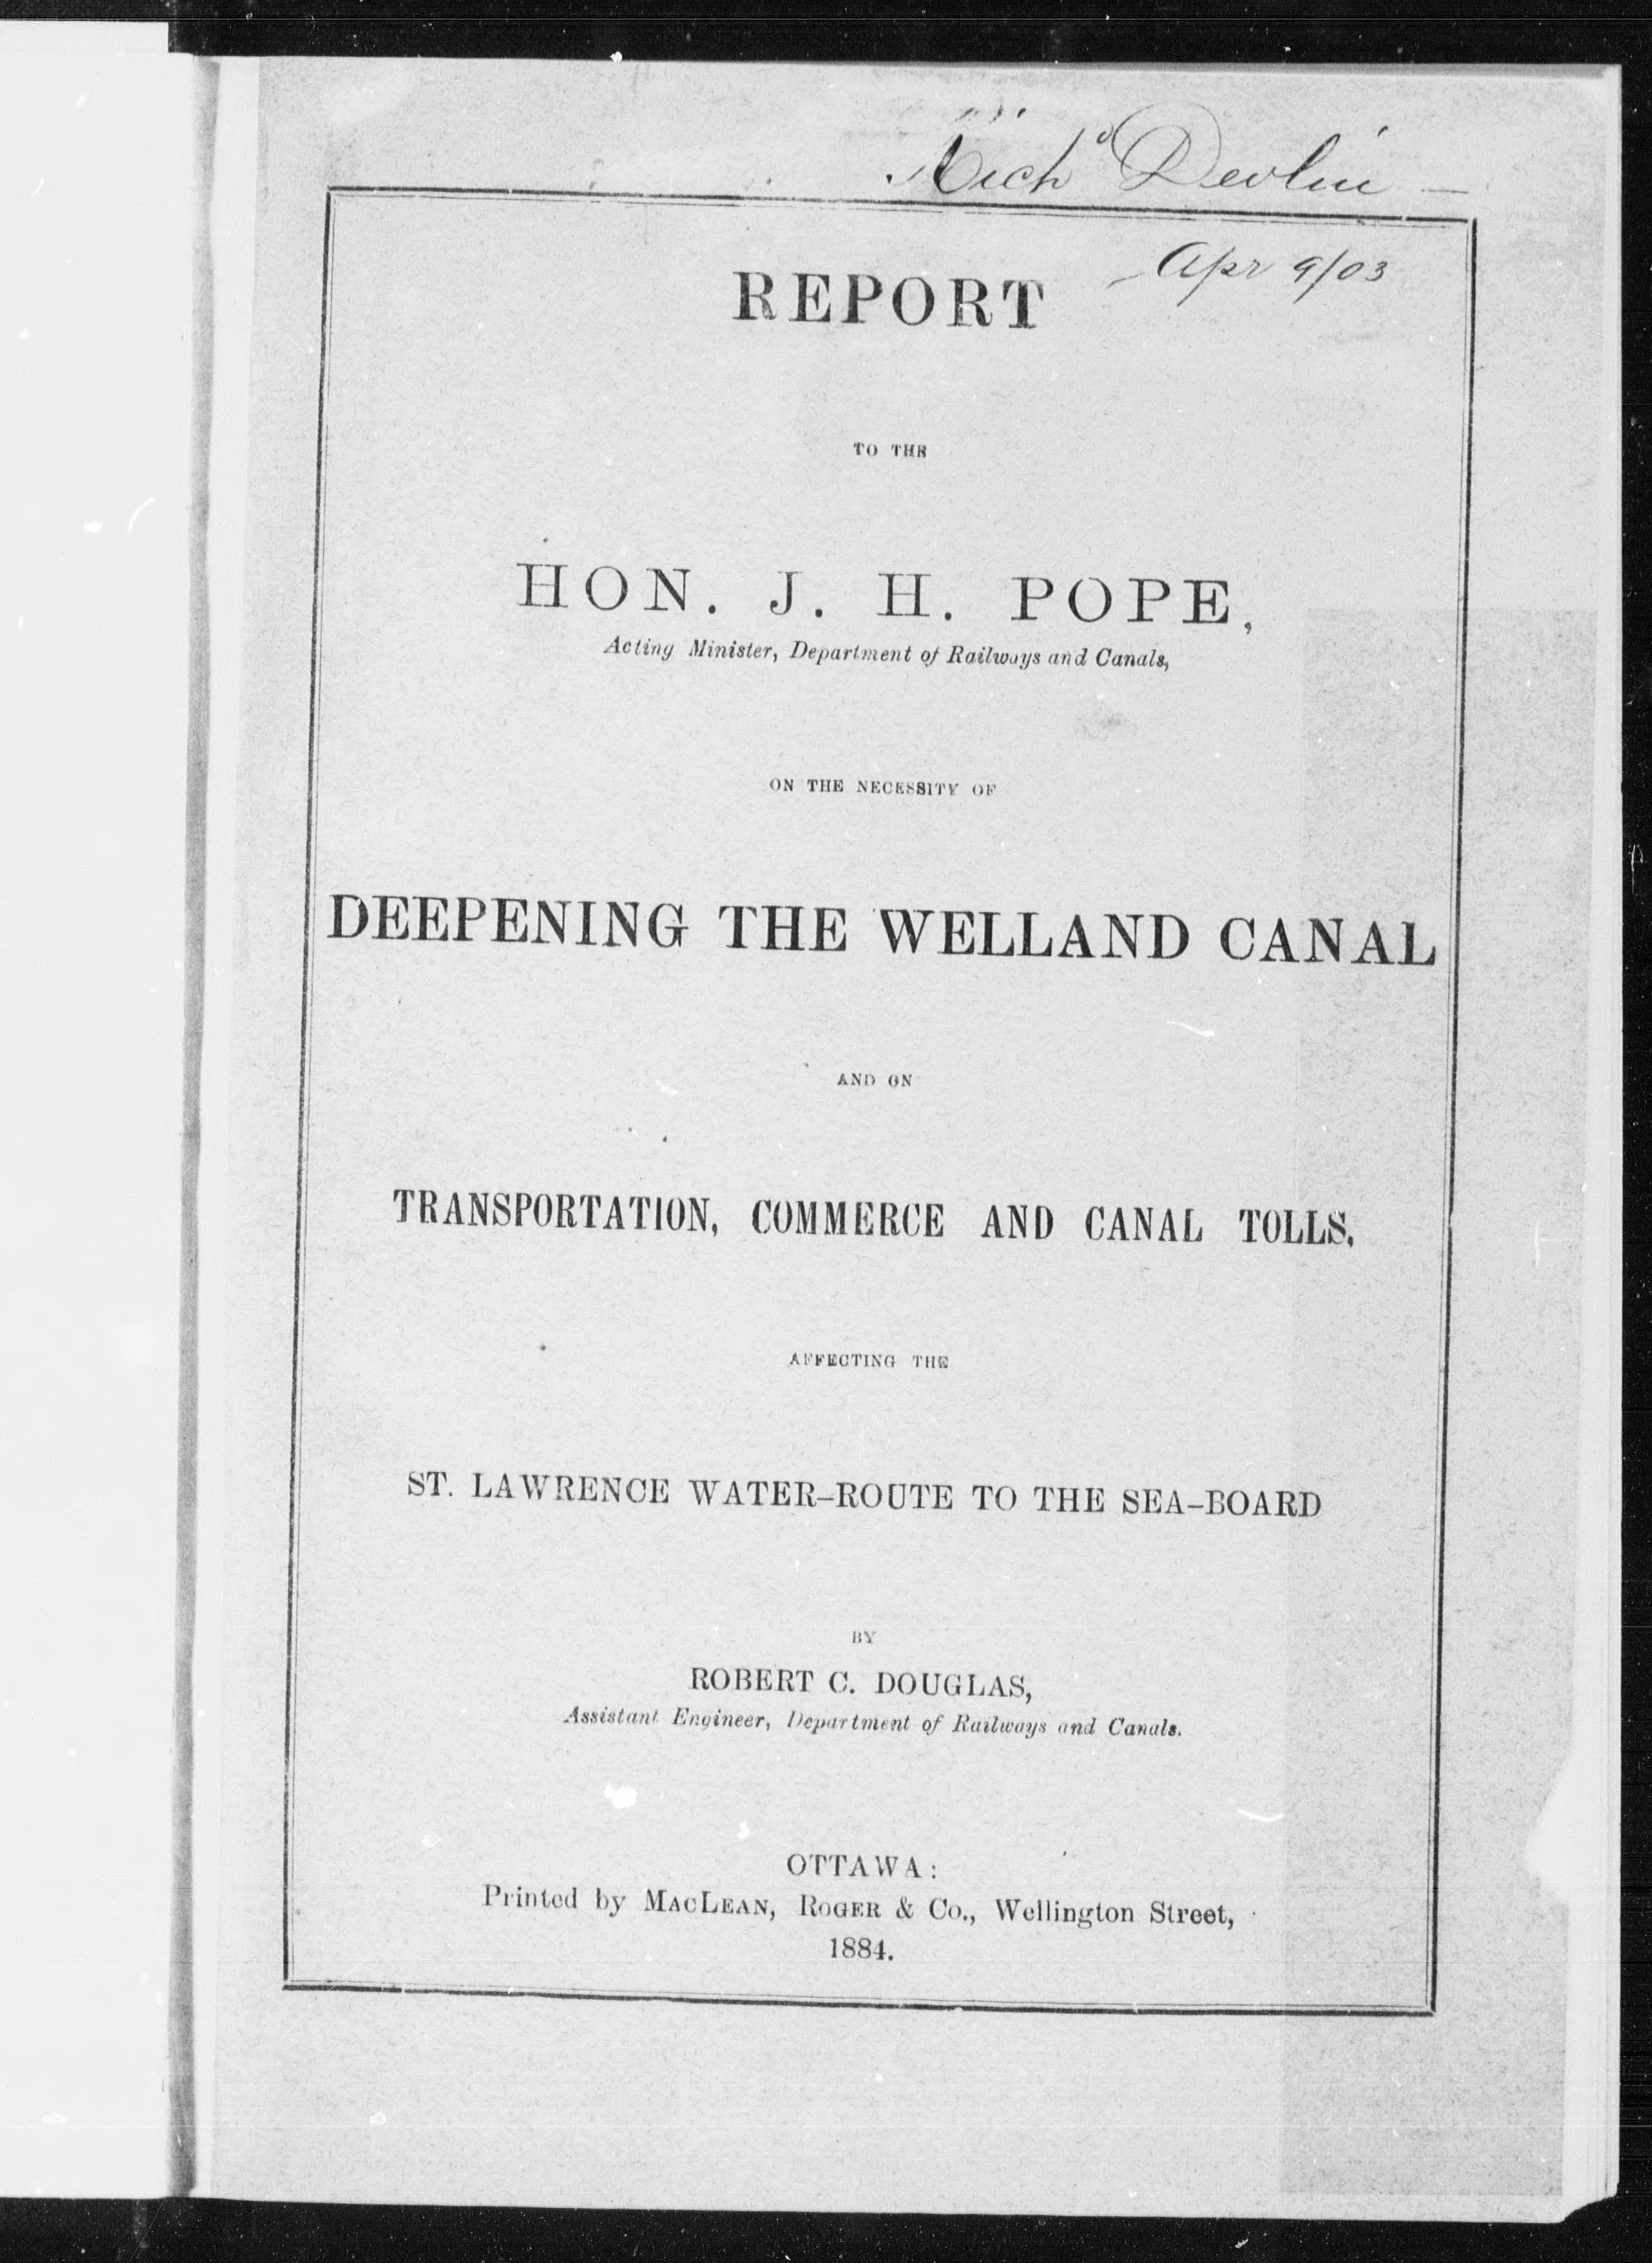 Richd Devlin
Apr 9/03
REPORT
TO THE
HON. J. H. POPE,
Acting Minister, Department of Railways and Canals,
ON THE NECESSITY OF
DEEPENING THE WELLAND CANAL
AND ON
TRANSPORTATION, COMMERCE AND CANAL TOLLS,
AFFECTING THE
ST. LAWRENCE WATER-ROUTE TO THE SEA-BOARD
BY
ROBERT C. DOUGLAS,
Assistant Engineer, Department of Railways and Canals.
OTTAWA:
Printed by MACLEAN, ROGER & Co., Wellington Street,
1884.